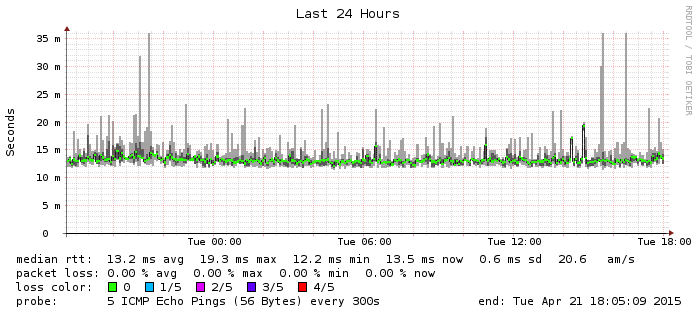 Last 24 Hours
RRDTOOL / TOBI OETIKER
Seconds
35 m
30 m
25 m
20 m
15 m
10 m
5 m
0
Tue 00:00 Tue 06:00 Tue 12:00 Tue 18:00
median rtt: 13.2 ms avg 19.3 ms max 12.2 ms min 13.5 ms now 0.6 ms sd 20.6 am/s
packet loss: 0.00 % avg 0.00 % max 0.00 % min 0.00 % now
loss color: 0 1/5 2/5 3/5 4/5
probe: 5 ICMP Echo Pings (56 Bytes) every 300s end: Tue Apr 21 18:05:09 2015